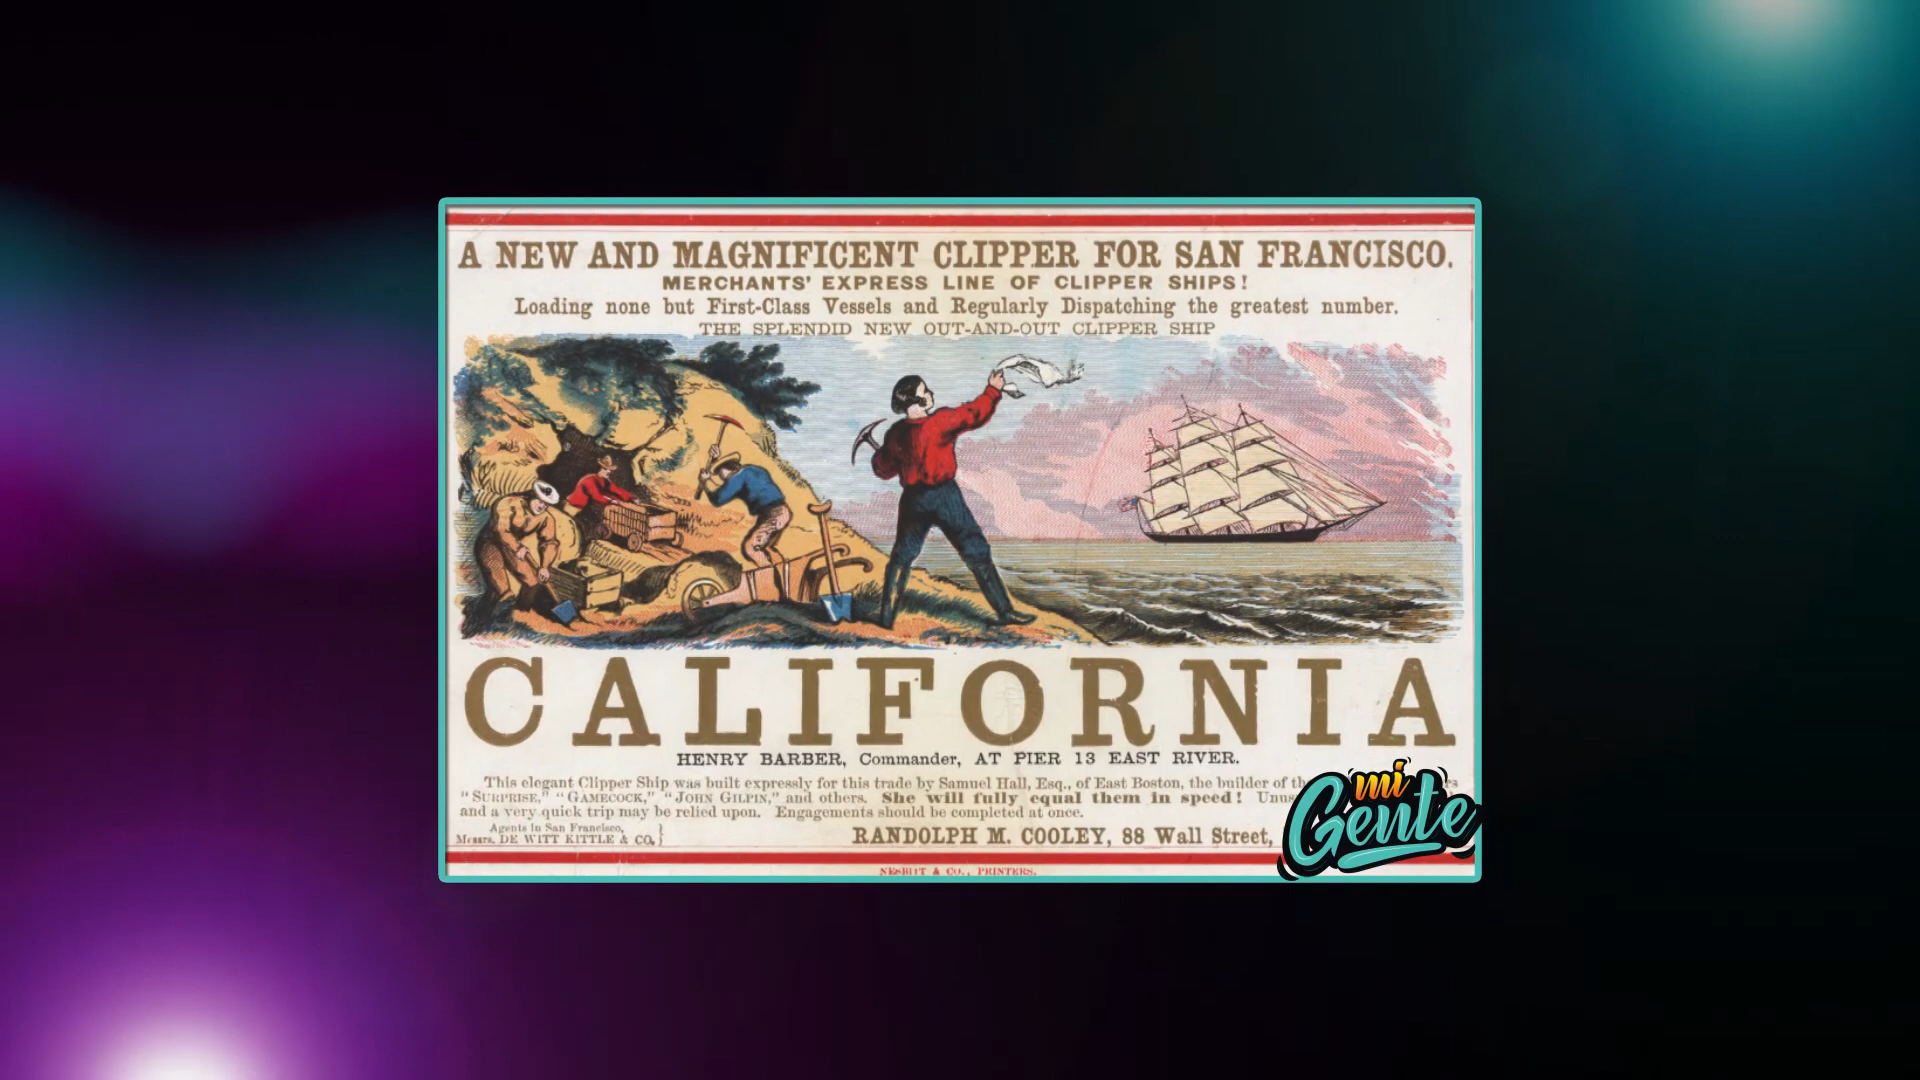 A NEW AND MAGNIFICENT CLIPPER FOR SAN FRANCISCO.
MERCHANTS' EXPRESS LINE OF CLIPPER SHIPS!
Loading none but First-Class Vessels and Regularly Dispatching the greatest number.
THE SPLENDID NEW OUT-AND-OUT CLIPPER SHIP
CALIFORNIA
HENRY BARBER, Commander, AT PIER 13 EAST RIVER.
This elegant Clipper Ship was built expressly for this trade by Samuel Hall, Esq., of East Boston, the builder of
"SURPRISE," "GAMECOCK," "JOHN GILPIN," and others. She will fully equal them in speed!
and a very quick trip may be relied upon. Engagements should be completed at once.
Agents in San Francisco,
Messrs. DE WITT KITTLE & CO.
RANDOLPH M. COOLEY, 88 Wall Street,
NESBITT & CO., PRINTERS.
mi
Gente